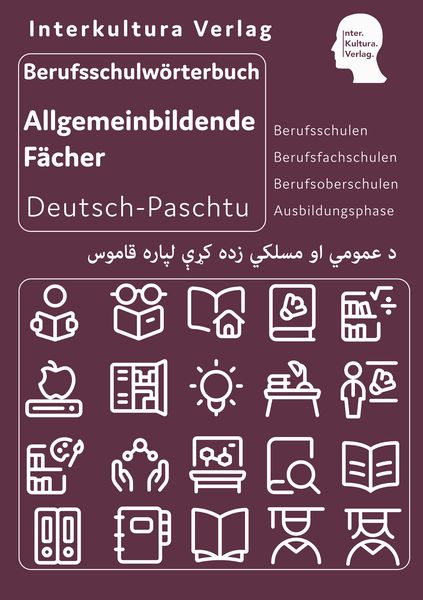 Interkultura Verlag
Inter.
Kultura.
Verlag.
Berufsschulwörterbuch
Allgemeinbildende
Fächer
Deutsch-Paschtu
Berufsschulen
Berufsfachschulen
Berufsoberschulen
Ausbildungsphase
د عمومي او مسلکي زده کړې لپاره قاموس